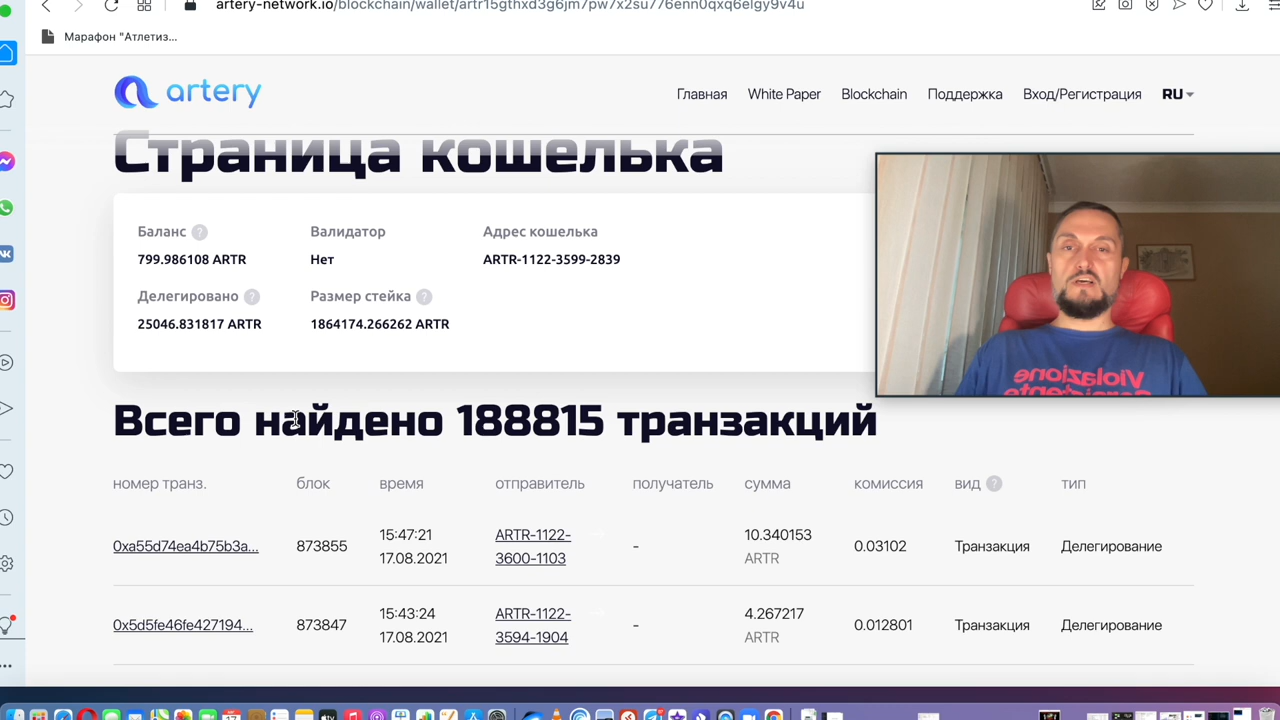 artery-network.io/blockchain/wallet/artr15gthxd3g6jm7pw7x2su776enn0qxq6elgy9v4u
Марафон "Атлетиз...
artery
Главная White Paper Blockchain Поддержка Вход/Регистрация RU
Страница кошелька
Баланс ? Валидатор Адрес кошелька
799.986108 ARTR Нет ARTR-1122-3599-2839
Делегировано ? Размер стейка ?
25046.831817 ARTR 1864174.266262 ARTR
Violazione
Всего найдено 188815 транзакций
номер транз. блок время отправитель получатель сумма комиссия вид ? тип
15:47:21 ARTR-1122- 10.340153
0xa55d74ea4b75b3a... 873855 - 0.03102 Транзакция Делегирование
17.08.2021 3600-1103 ARTR
15:43:24 ARTR-1122- 4.267217
0x5d5fe46fe427194... 873847 - 0.012801 Транзакция Делегирование
17.08.2021 3594-1904 ARTR